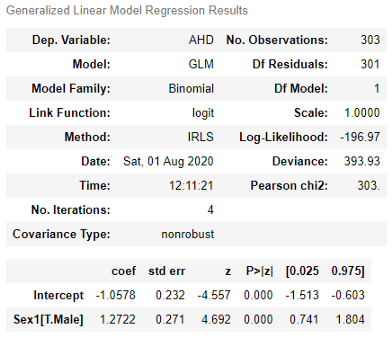 Generalized Linear Model Regression Results
Dep. Variable: AHD No. Observations: 303
Model: GLM Df Residuals: 301
Model Family: Binomial Df Model: 1
Link Function: logit Scale: 1.0000
Method: IRLS Log-Likelihood: -196.97
Date: Sat, 01 Aug 2020 Deviance: 393.93
Time: 12:11:21 Pearson chi2: 303.
No. Iterations: 4
Covariance Type: nonrobust
coef std err z P>|z| [0.025 0.975]
Intercept -1.0578 0.232 -4.557 0.000 -1.513 -0.603
Sex1[T.Male] 1.2722 0.271 4.692 0.000 0.741 1.804